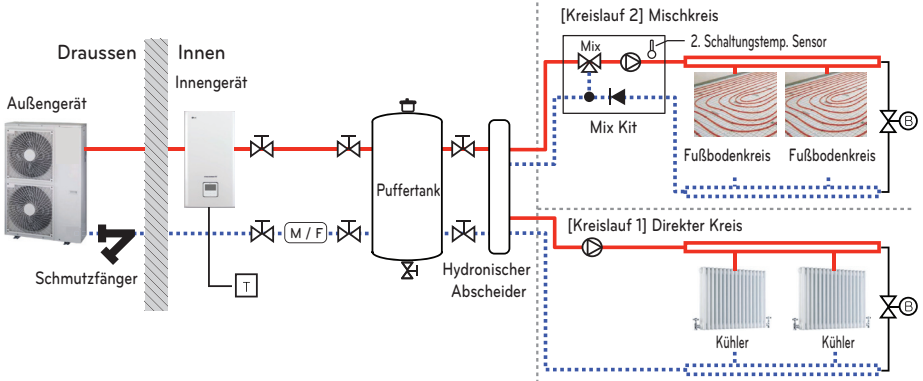 [Kreislauf 2] Mischkreis
Draussen
Innen
Mix
2. Schaltungstemp. Sensor
Innengerät
Außengerät
Mix Kit
B
Fußbodenkreis
Fußbodenkreis
Puffertank
[Kreislauf 1] Direkter Kreis
M / F
Schmutzfänger
T
Hydronischer
Abscheider
B
Kühler
Kühler